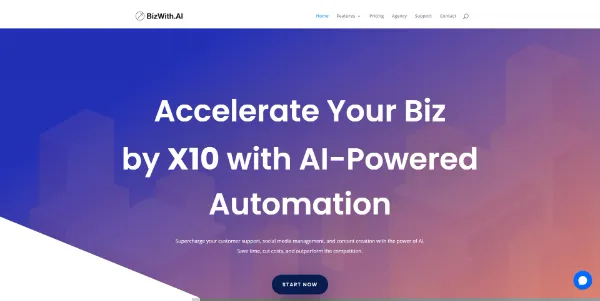 BizWith.AI
Home Features Pricing Agency Support Contact
Accelerate Your Biz
by X10 with AI-Powered
Automation
Supercharge your customer support, social media management, and content creation with the power of AI.
Save time, cut costs, and outperform the competition.
START NOW